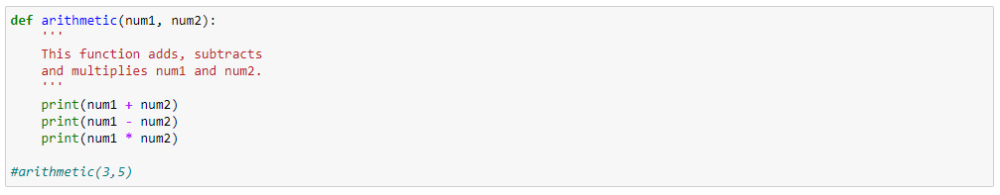 def arithmetic(num1, num2):
    '''
    This function adds, subtracts
    and multiplies num1 and num2.
    '''
    print(num1 + num2)
    print(num1 - num2)
    print(num1 * num2)

#arithmetic(3,5)